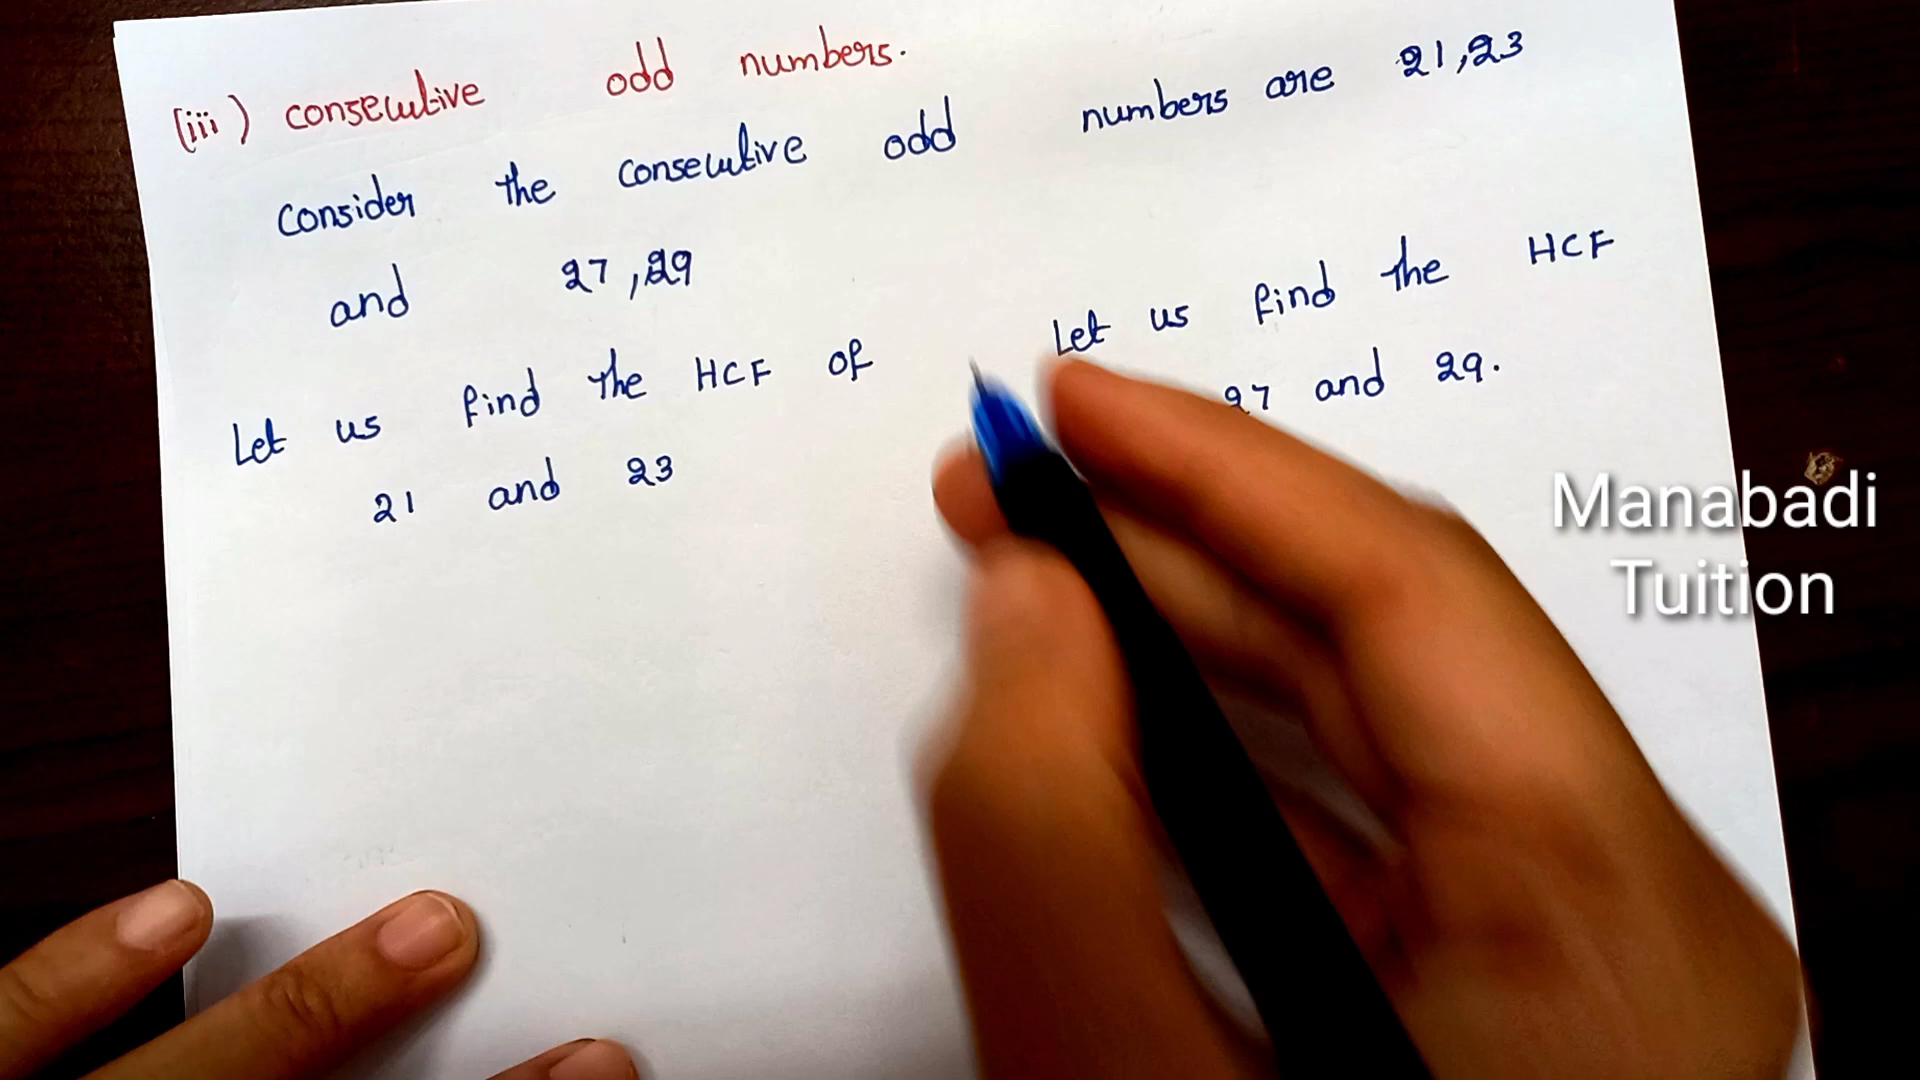 (iii) consecutive odd numbers.
Consider the consecutive odd numbers are 21,23
and 27,29
Let us find the HCF of
21 and 23
Let us find the HCF
27 and 29.
Manabadi
Tuition